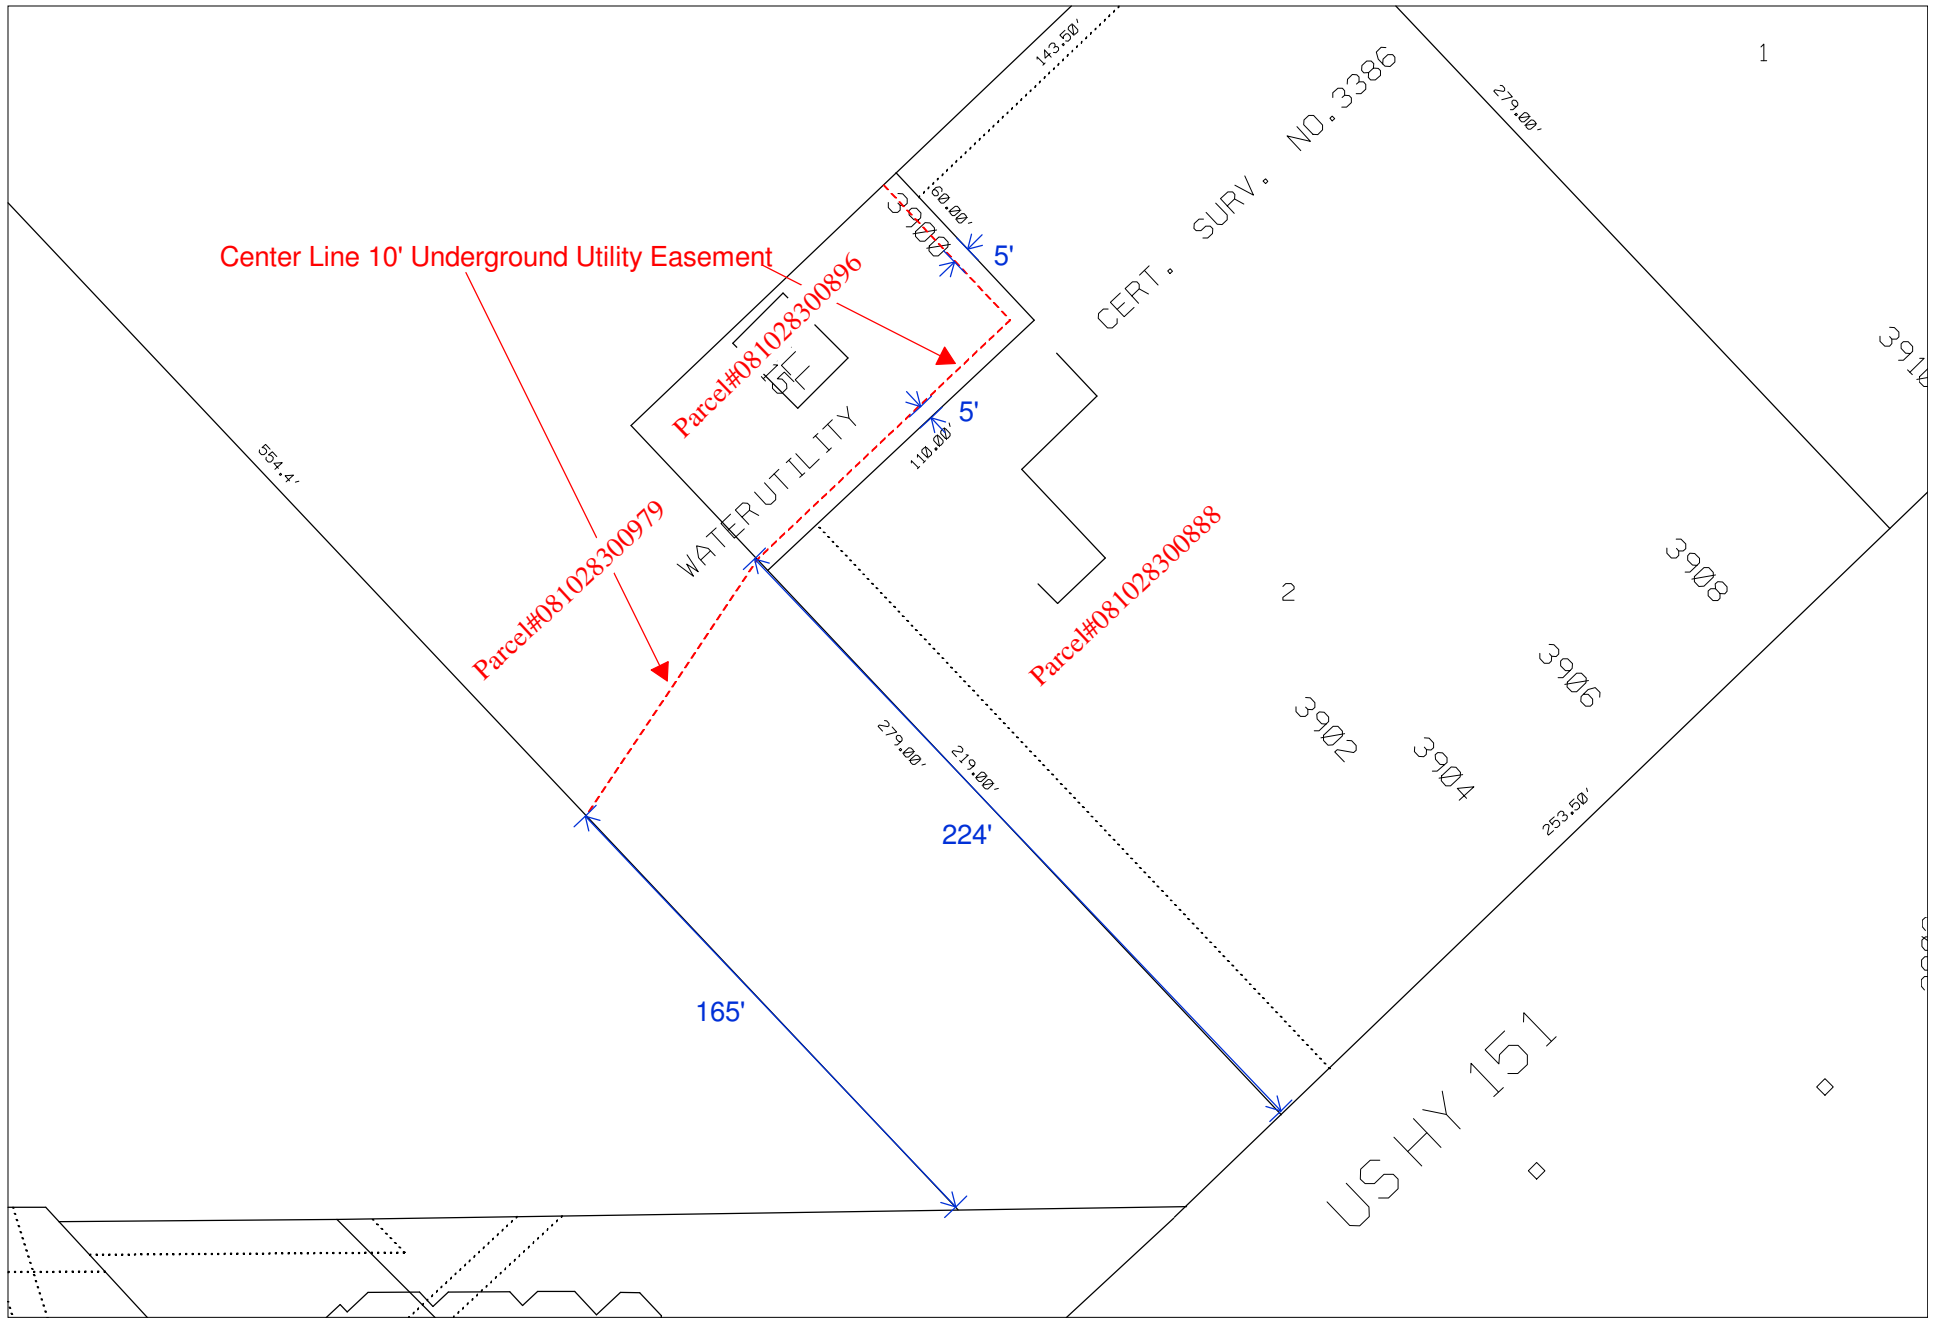 143.50'
1
CERT. SURV. NO. 3386
279.00'
60.00'
3900
5'
Center Line 10' Underground Utility Easement
Parcel#081028300896
3910
5'
110.00'
WATER UTILITY
554.4'
Parcel#081028300979
Parcel#081028300888
2
3908
3906
3902
3904
279.00'
219.00'
253.50'
224'
165'
US HY 151